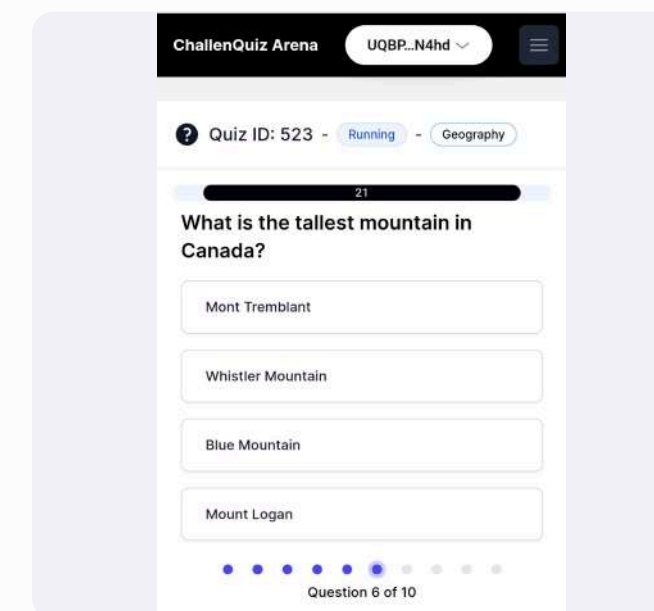 ChallenQuiz Arena UQBP...N4hd
Quiz ID: 523 - Running - Geography
21
What is the tallest mountain in
Canada?
Mont Tremblant
Whistler Mountain
Blue Mountain
Mount Logan
Question 6 of 10